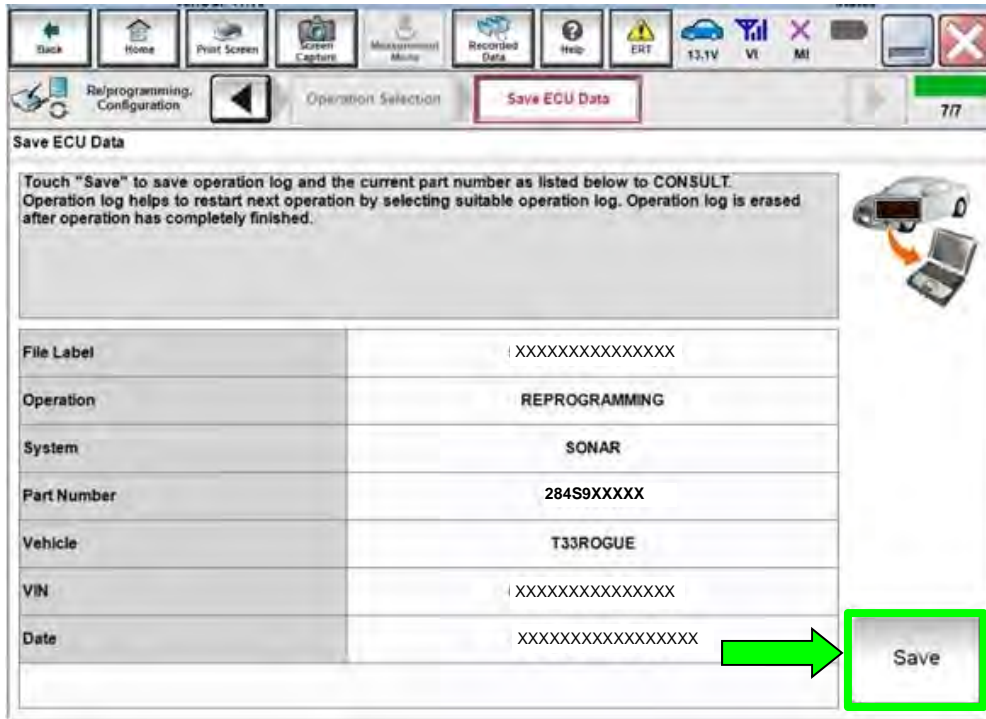 Back
Home
Print Screen
Screen
Capture
Measurement
Mode
Recorded
Data
Help
ERT
13.1V
VI
MI
Re/programming,
Configuration
Operation Selection
Save ECU Data
7/7
Save ECU Data
Touch "Save" to save operation log and the current part number as listed below to CONSULT.
Operation log helps to restart next operation by selecting suitable operation log. Operation log is erased
after operation has completely finished.
File Label
XXXXXXXXXXXXXXX
Operation
REPROGRAMMING
System
SONAR
Part Number
284S9XXXXX
Vehicle
T33ROGUE
VIN
XXXXXXXXXXXXXXX
Date
XXXXXXXXXXXXXXXXX
Save